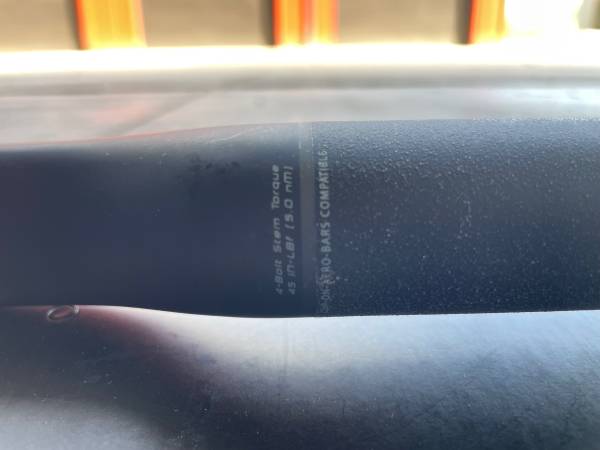 4-Bolt Stem Torque
45 in-LBf (5.0 nM)
AERO-BARS COMPATIBLE